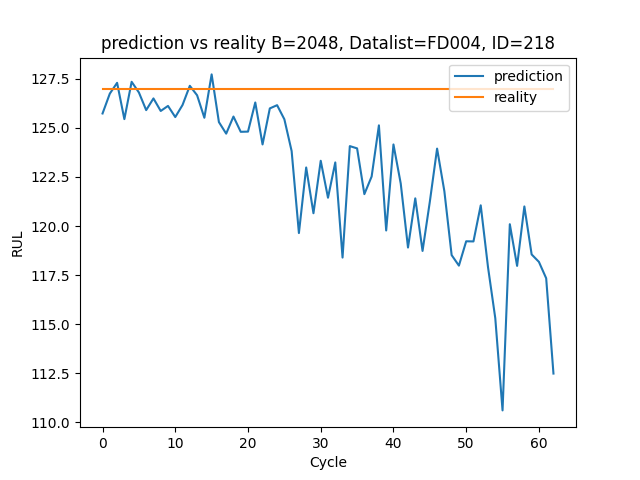 prediction vs reality B=2048, Datalist=FD004, ID=218
prediction
reality
127.5
125.0
122.5
120.0
117.5
115.0
112.5
110.0
RUL
0 10 20 30 40 50 60
Cycle